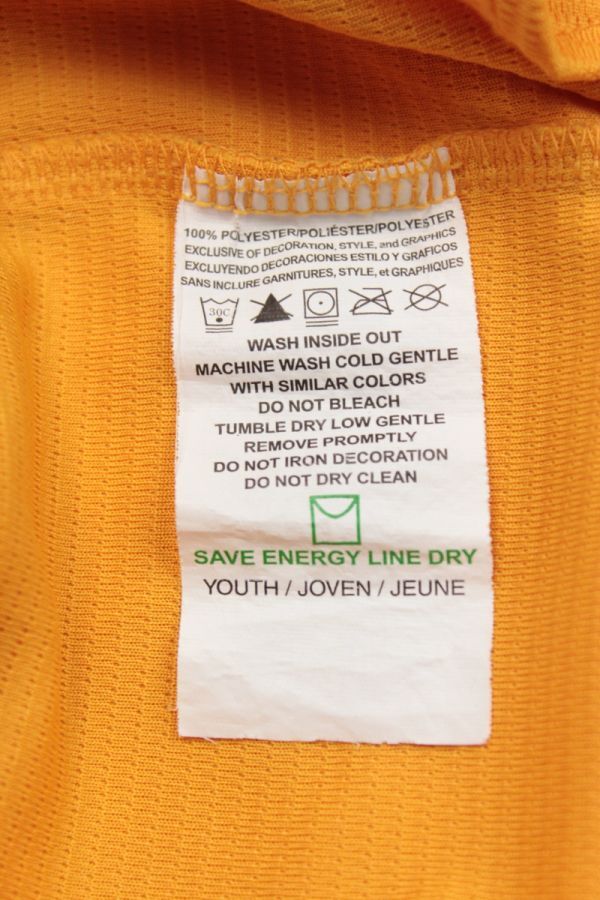 100% POLYESTER/POLIÉSTER/POLYESTER
EXCLUSIVE OF DECORATION, STYLE, and GRAPHICS
EXCLUYENDO DECORACIONES ESTILO Y GRAFICOS
SANS INCLURE GARNITURES, STYLE, et GRAPHIQUES
30C
WASH INSIDE OUT
MACHINE WASH COLD GENTLE
WITH SIMILAR COLORS
DO NOT BLEACH
TUMBLE DRY LOW GENTLE
REMOVE PROMPTLY
DO NOT IRON DECORATION
DO NOT DRY CLEAN
SAVE ENERGY LINE DRY
YOUTH / JOVEN / JEUNE